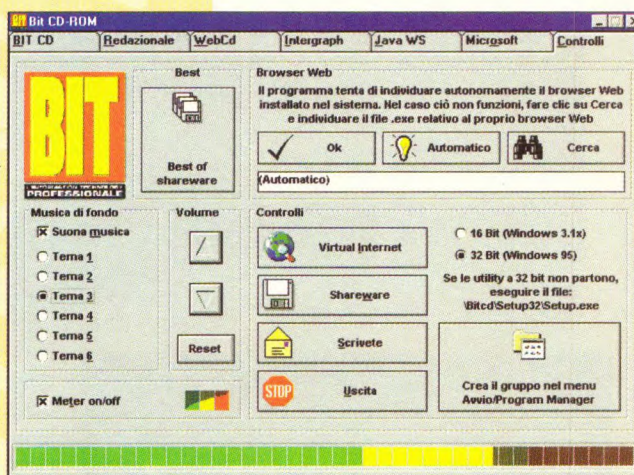 BIT Bit CD-ROM
BIT CD Redazionale WebCd Intergraph Java WS Microsoft Controlli
BIT
PROFESSIONALE
Best
Best of
shareware
Browser Web
Il programma tenta di individuare autonomamente il browser Web
installato nel sistema. Nel caso ciò non funzioni, fare clic su Cerca
e individuare il file .exe relativo al proprio browser Web
Ok Automatico Cerca
(Automatico)
Musica di fondo
Suona musica
Tema 1
Tema 2
Tema 3
Tema 4
Tema 5
Tema 6
Volume
Reset
Meter on/off
Controlli
Virtual Internet
Shareware
Scrivete
STOP Uscita
16 Bit (Windows 3.1x)
32 Bit (Windows 95)
Se le utility a 32 bit non partono,
eseguire il file:
\Bitcd\Setup32\Setup.exe
Crea il gruppo nel menu
Avvio/Program Manager